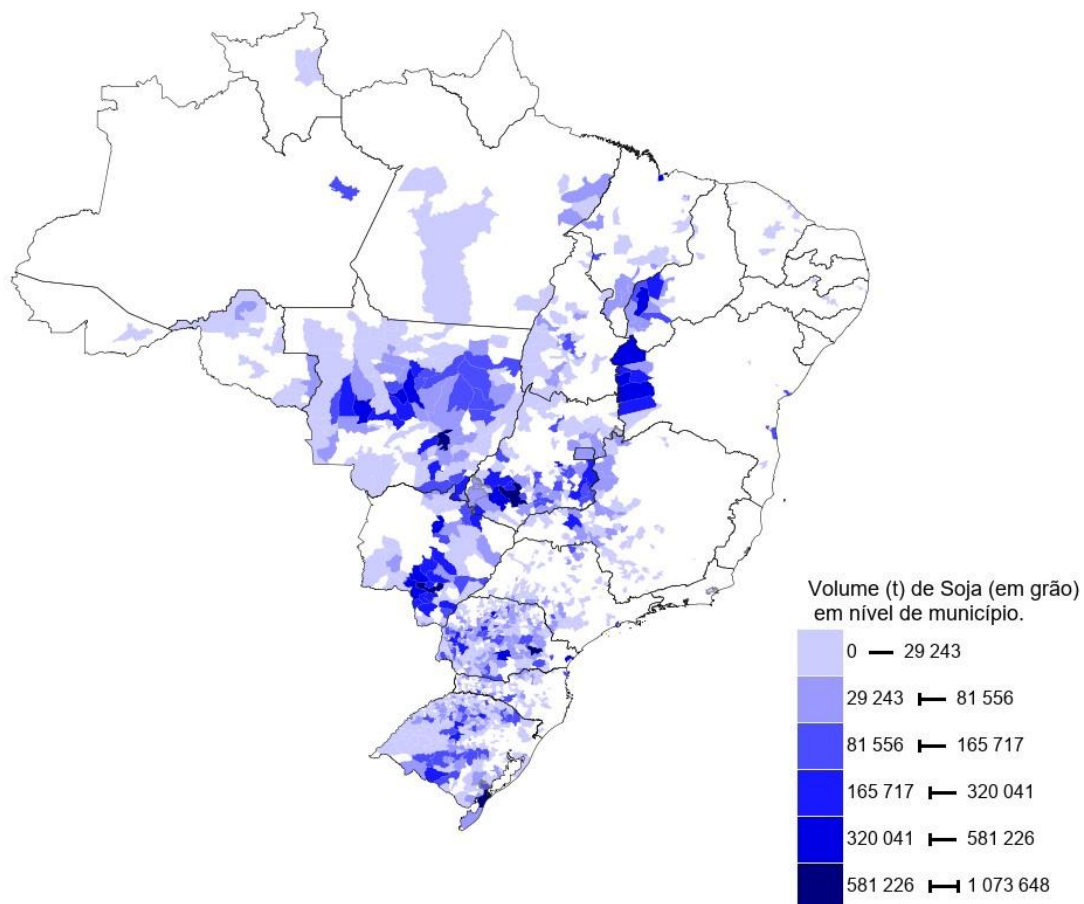 Volume (t) de Soja (em grão)
em nível de município.
0 — 29 243
29 243 — 81 556
81 556 — 165 717
165 717 — 320 041
320 041 — 581 226
581 226 — 1 073 648